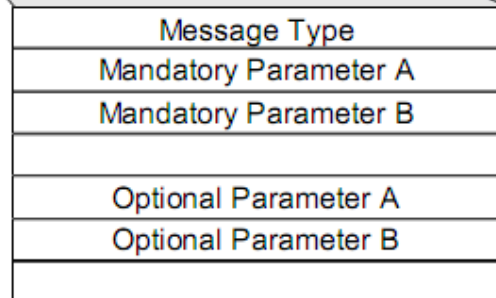 Message Type
Mandatory Parameter A
Mandatory Parameter B
Optional Parameter A
Optional Parameter B